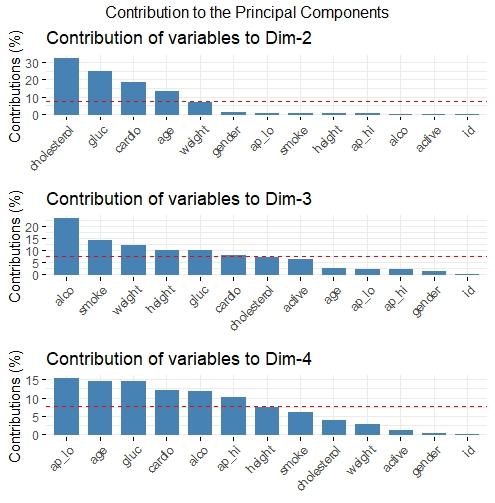 Contribution to the Principal Components
Contribution of variables to Dim-2
Contributions (%)
30
20
10
0
cholesterol gluc cardio age weight gender ap_lo smoke height ap_hi alco active id
Contribution of variables to Dim-3
Contributions (%)
20
15
10
5
0
alco smoke weight height gluc cardio cholesterol active age ap_lo ap_hi gender id
Contribution of variables to Dim-4
Contributions (%)
15
10
5
0
ap_lo age gluc cardio alco ap_hi height smoke cholesterol weight active gender id